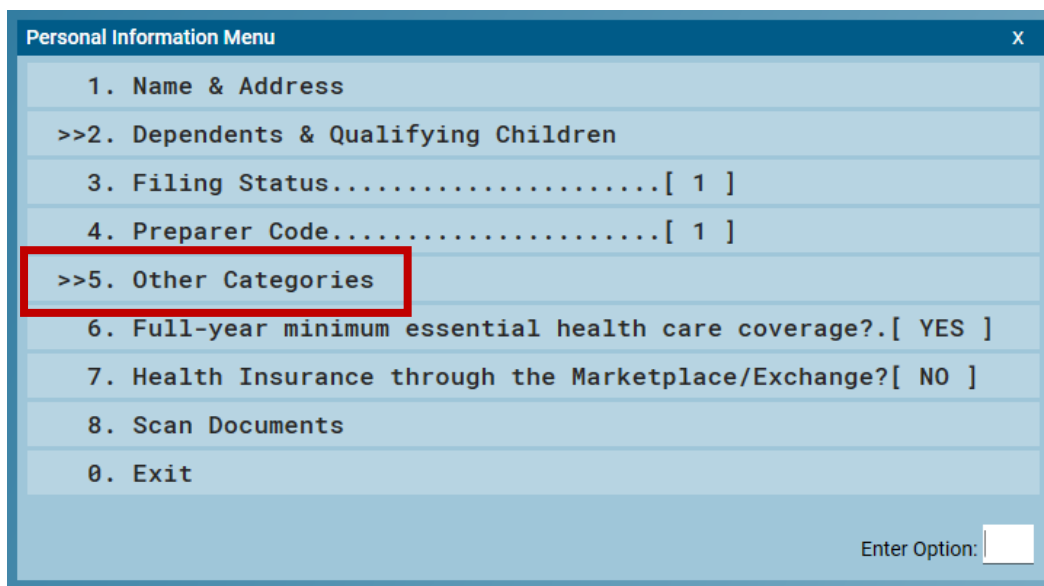 Personal Information Menu X
1. Name & Address
>>2. Dependents & Qualifying Children
3. Filing Status......................[ 1 ]
4. Preparer Code......................[ 1 ]
>>5. Other Categories
6. Full-year minimum essential health care coverage?.[ YES ]
7. Health Insurance through the Marketplace/Exchange?[ NO ]
8. Scan Documents
0. Exit
Enter Option: